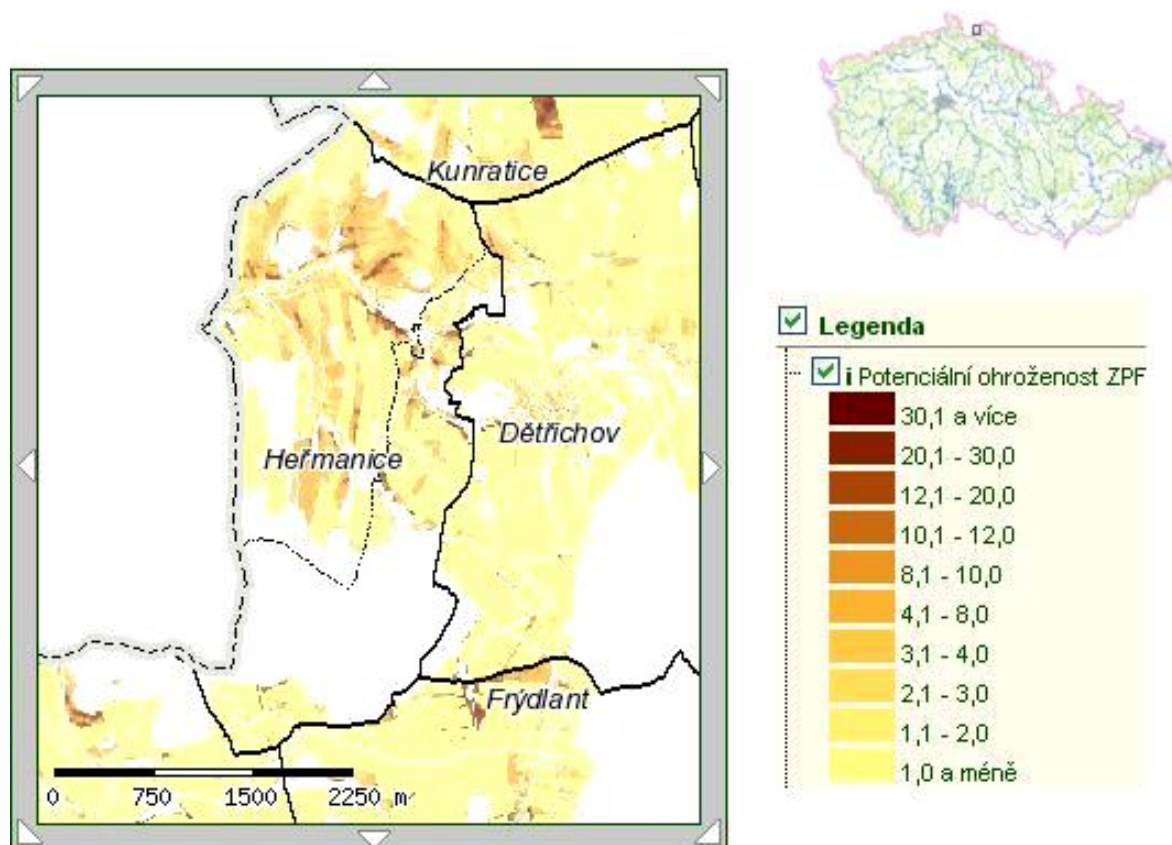 Kunratice
Dětřichov
Heřmanice
Frýdlant
0 750 1500 2250 m
Legenda
i Potenciální ohroženost ZPF
30,1 a více
20,1 - 30,0
12,1 - 20,0
10,1 - 12,0
8,1 - 10,0
4,1 - 8,0
3,1 - 4,0
2,1 - 3,0
1,1 - 2,0
1,0 a méně